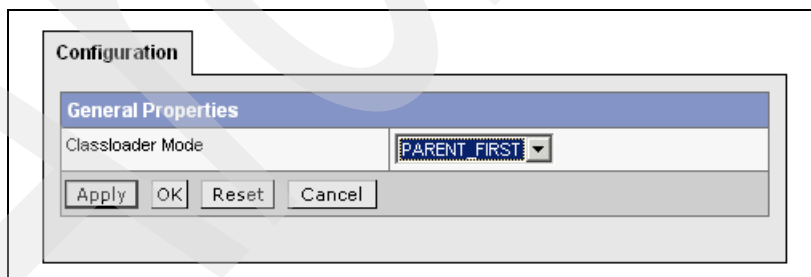 Configuration
General Properties
Classloader Mode PARENT_FIRST
Apply OK Reset Cancel